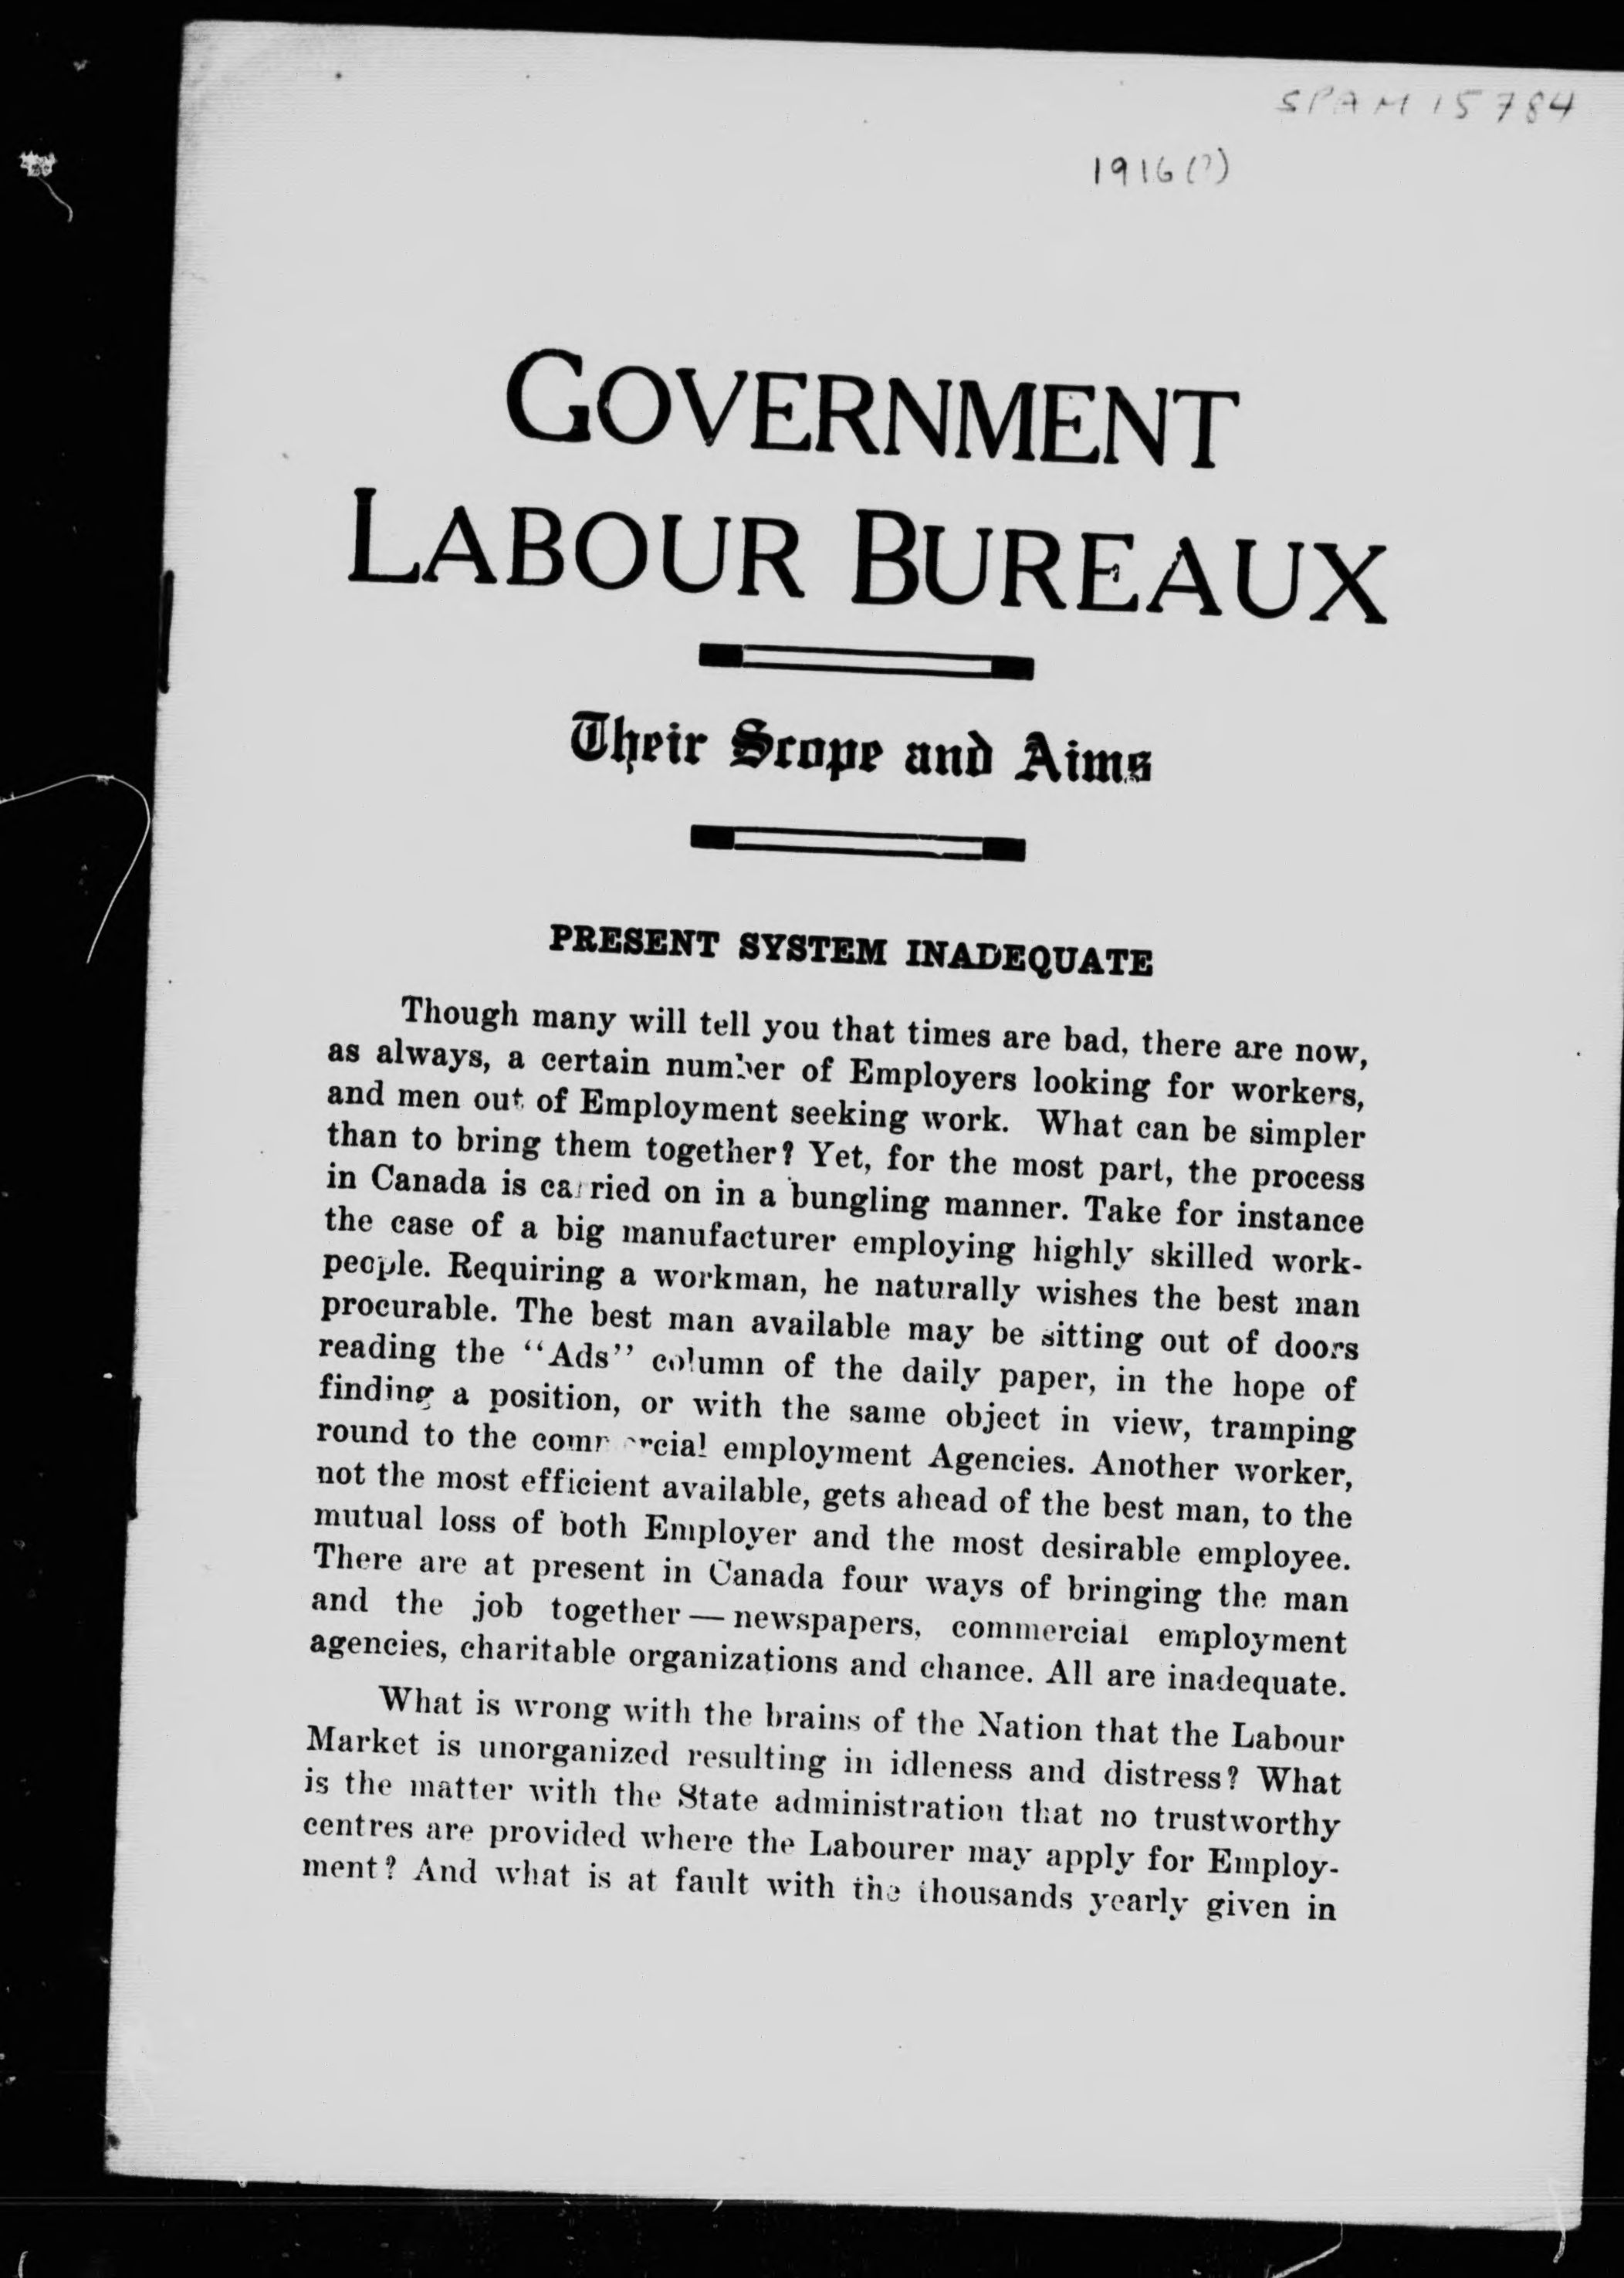 SPAM 15784
1916(?)
GOVERNMENT
LABOUR BUREAUX
Their Scope and Aims
PRESENT SYSTEM INADEQUATE
Though many will tell you that times are bad, there are now,
as always, a certain number of Employers looking for workers,
and men out of Employment seeking work. What can be simpler
than to bring them together? Yet, for the most part, the process
in Canada is carried on in a bungling manner. Take for instance
the case of a big manufacturer employing highly skilled work-
people. Requiring a workman, he naturally wishes the best man
procurable. The best man available may be sitting out of doors
reading the "Ads" column of the daily paper, in the hope of
finding a position, or with the same object in view, tramping
round to the commercial employment Agencies. Another worker,
not the most efficient available, gets ahead of the best man, to the
mutual loss of both Employer and the most desirable employee.
There are at present in Canada four ways of bringing the man
and the job together — newspapers, commercial employment
agencies, charitable organizations and chance. All are inadequate.
What is wrong with the brains of the Nation that the Labour
Market is unorganized resulting in idleness and distress? What
is the matter with the State administration that no trustworthy
centres are provided where the Labourer may apply for Employ-
ment? And what is at fault with the thousands yearly given in